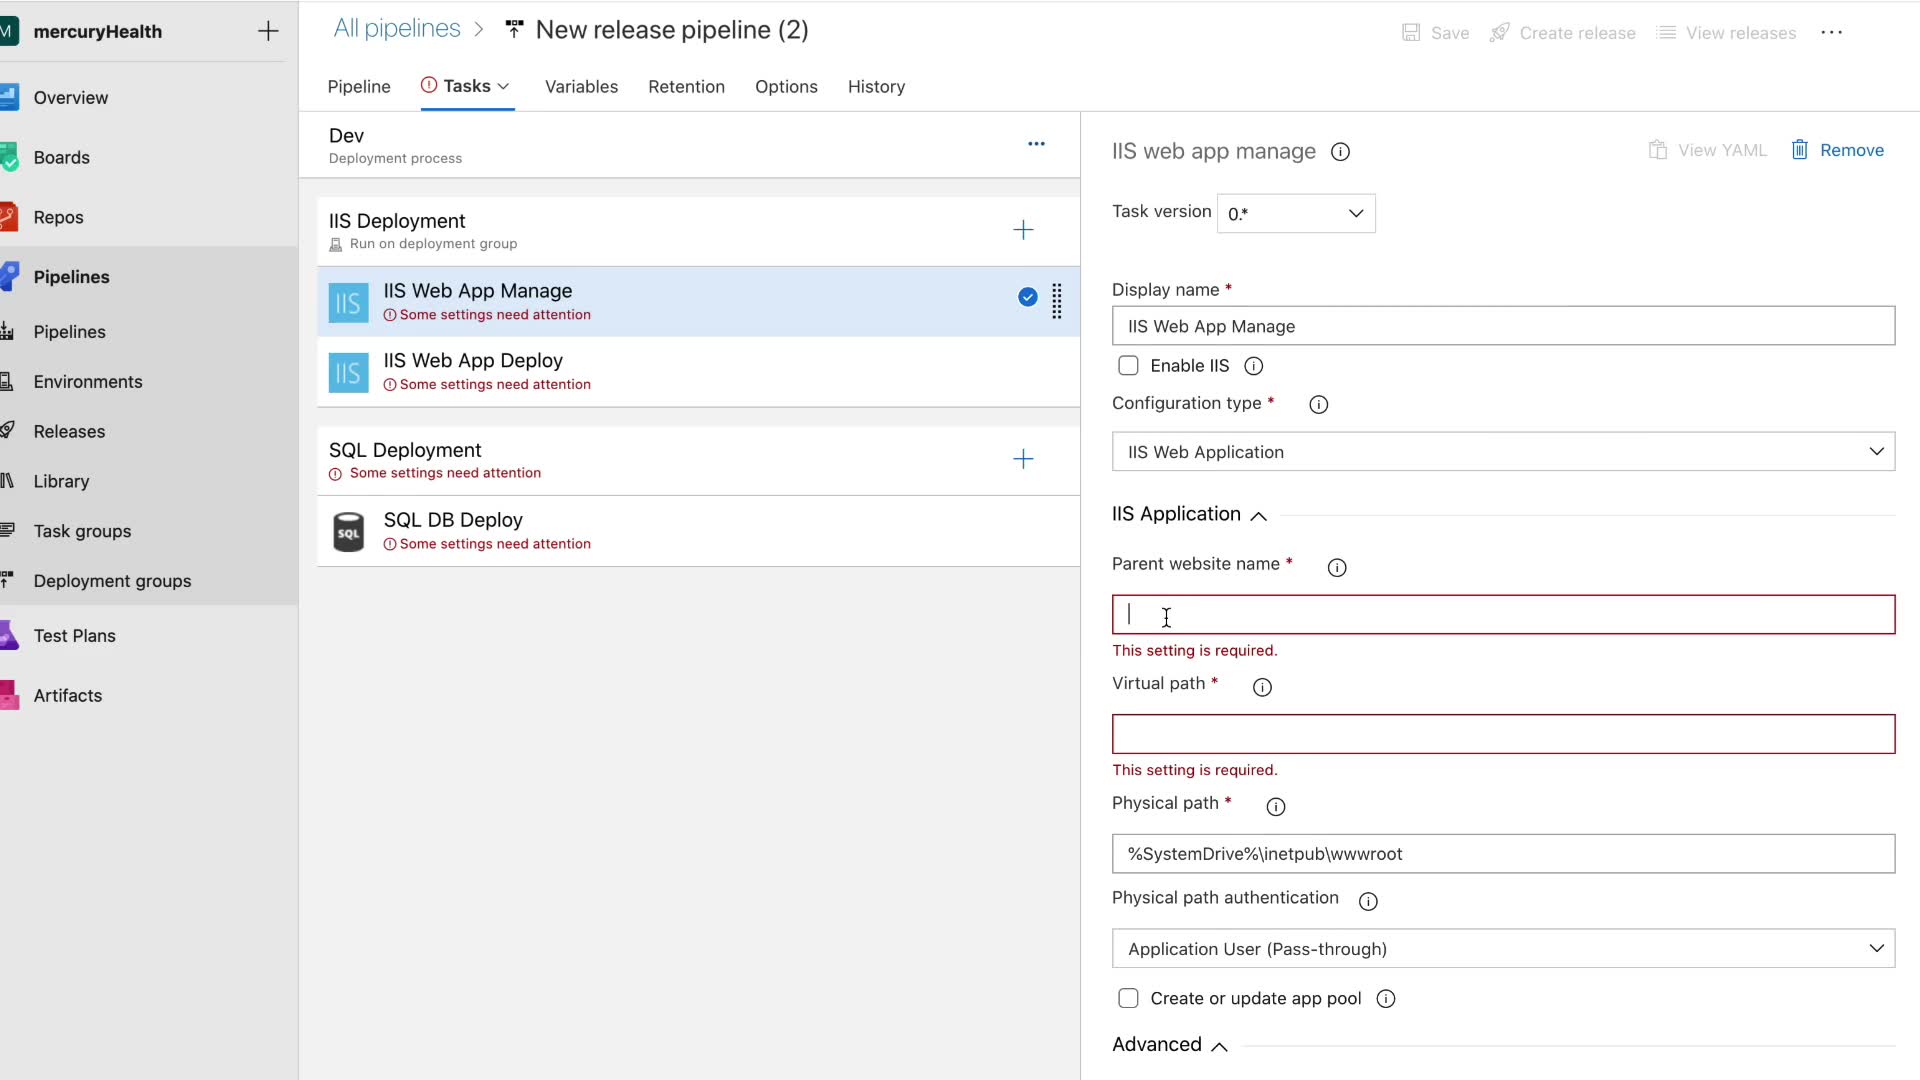 M mercuryHealth
All pipelines > New release pipeline (2)
Save Create release View releases
Pipeline Tasks Variables Retention Options History
Overview
Boards
Repos
Pipelines
Pipelines
Environments
Releases
Library
Task groups
Deployment groups
Test Plans
Artifacts
Dev
Deployment process
IIS Deployment
Run on deployment group
IIS
IIS Web App Manage
Some settings need attention
IIS
IIS Web App Deploy
Some settings need attention
SQL Deployment
Some settings need attention
SQL
SQL DB Deploy
Some settings need attention
IIS web app manage
View YAML Remove
Task version 0.*
Display name *
IIS Web App Manage
Enable IIS
Configuration type *
IIS Web Application
IIS Application
Parent website name *
This setting is required.
Virtual path *
This setting is required.
Physical path *
%SystemDrive%\inetpub\wwwroot
Physical path authentication
Application User (Pass-through)
Create or update app pool
Advanced